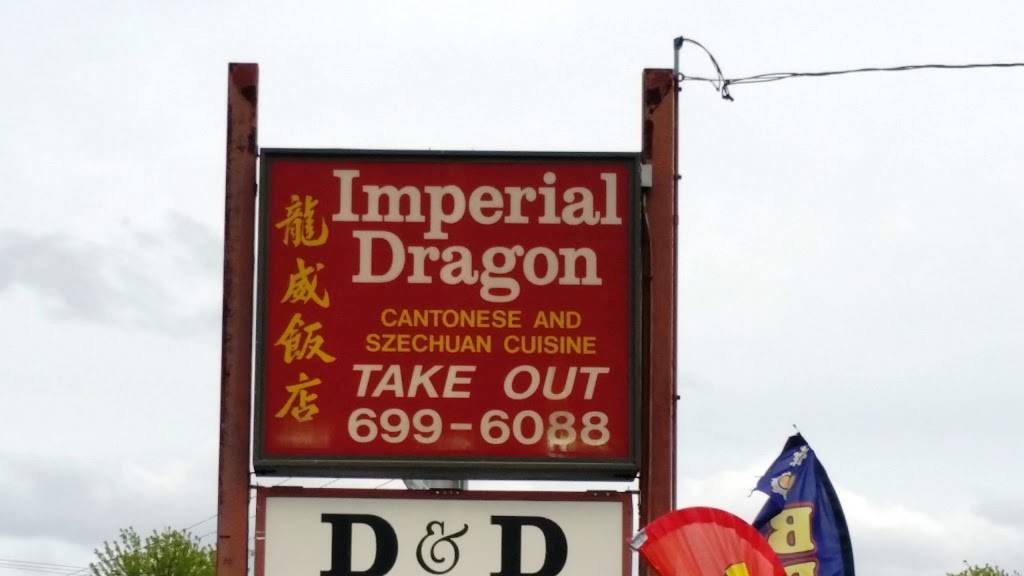 龍威飯店
Imperial
Dragon
CANTONESE AND
SZECHUAN CUISINE
TAKE OUT
699-6088
D & D
B